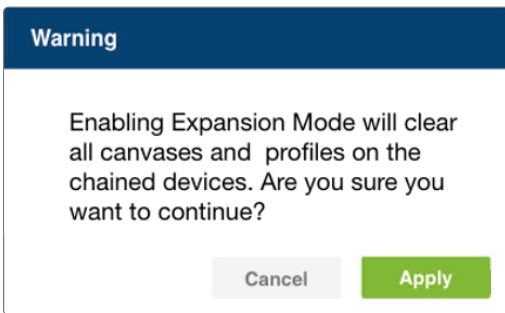 Warning
Enabling Expansion Mode will clear
all canvases and  profiles on the
chained devices. Are you sure you
want to continue?
Cancel
Apply